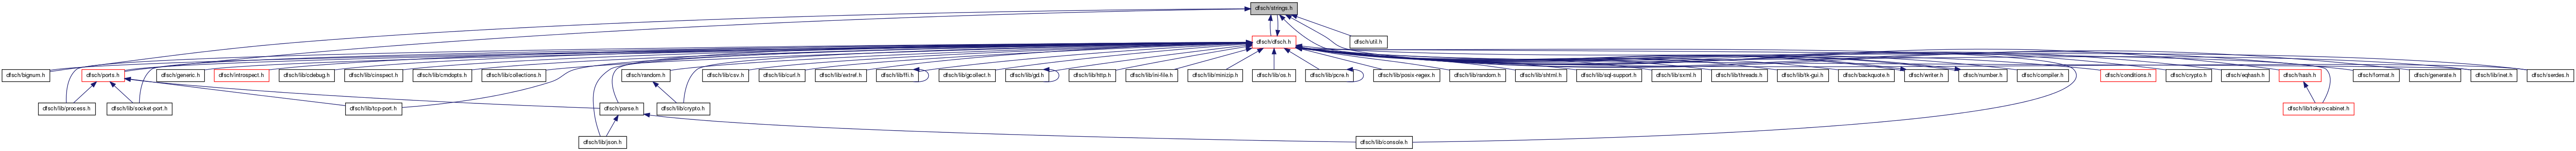 dfsch/strings.h
dfsch/dfsch.h
dfsch/util.h
dfsch/bignum.h
dfsch/ports.h
dfsch/generic.h
dfsch/introspect.h
dfsch/lib/cdebug.h
dfsch/lib/cinspect.h
dfsch/lib/cmdopts.h
dfsch/lib/collections.h
dfsch/random.h
dfsch/lib/csv.h
dfsch/lib/curl.h
dfsch/lib/extref.h
dfsch/lib/ffi.h
dfsch/lib/gcollect.h
dfsch/lib/gd.h
dfsch/lib/http.h
dfsch/lib/ini-file.h
dfsch/lib/minizip.h
dfsch/lib/os.h
dfsch/lib/pcre.h
dfsch/lib/posix-regex.h
dfsch/lib/random.h
dfsch/lib/shtml.h
dfsch/lib/sql-support.h
dfsch/lib/sxml.h
dfsch/lib/threads.h
dfsch/lib/tk-gui.h
dfsch/backquote.h
dfsch/writer.h
dfsch/number.h
dfsch/compiler.h
dfsch/conditions.h
dfsch/crypto.h
dfsch/eqhash.h
dfsch/hash.h
dfsch/format.h
dfsch/generate.h
dfsch/lib/inet.h
dfsch/serdes.h
dfsch/lib/process.h
dfsch/lib/socket-port.h
dfsch/lib/tcp-port.h
dfsch/parse.h
dfsch/lib/crypto.h
dfsch/lib/tokyo-cabinet.h
dfsch/lib/json.h
dfsch/lib/console.h